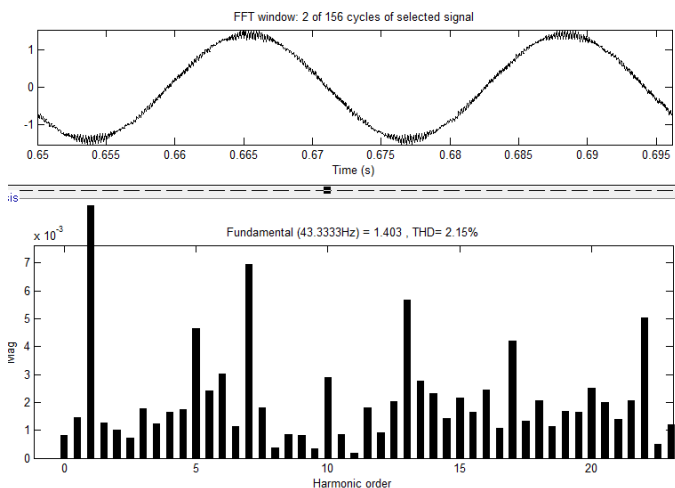 FFT window: 2 of 156 cycles of selected signal
1
0
-1
0.65 0.655 0.66 0.665 0.67 0.675 0.68 0.685 0.69 0.695
Time (s)
sis
x 10^-3
Fundamental (43.3333Hz) = 1.403 , THD= 2.15%
7
6
5
4
3
2
1
0
Mag
0 5 10 15 20
Harmonic order